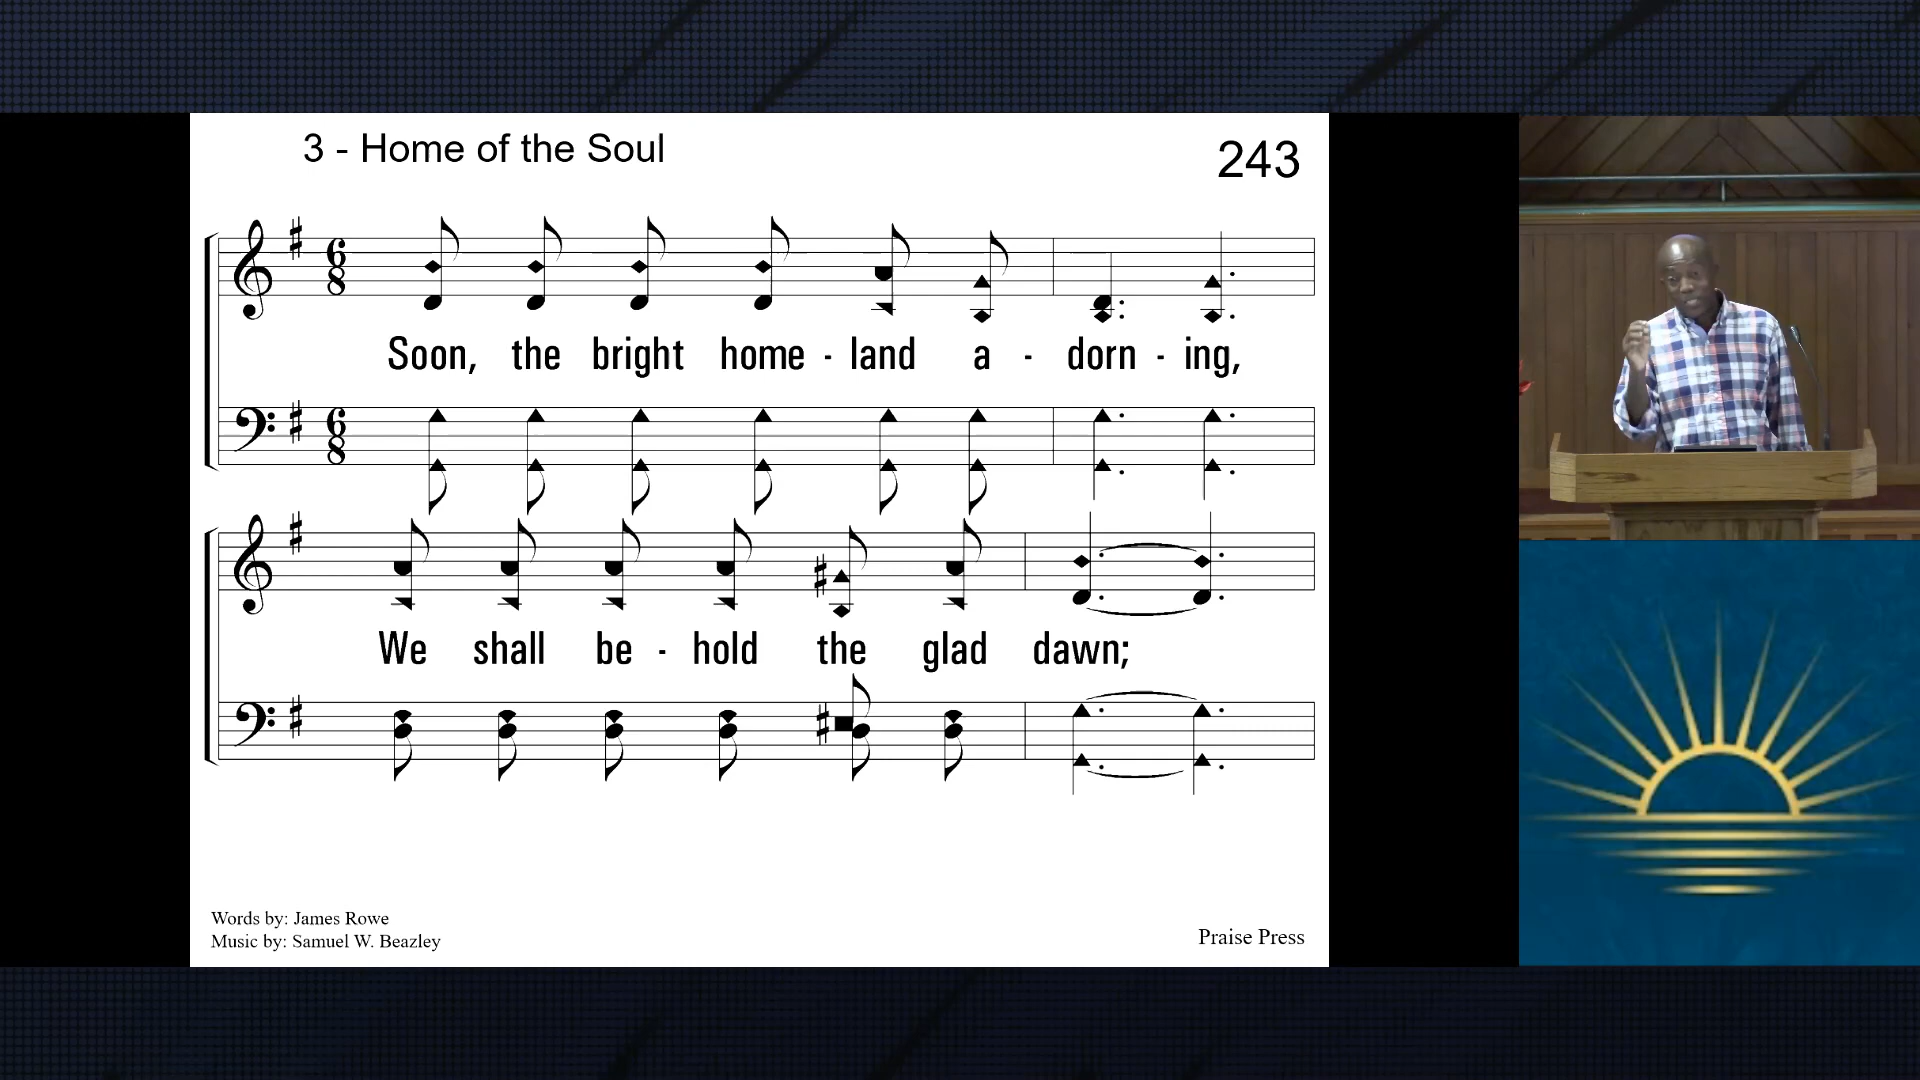 3 - Home of the Soul
243
Soon, the bright home - land a - dorn - ing,
We shall be - hold the glad dawn;
Words by: James Rowe
Music by: Samuel W. Beazley
Praise Press